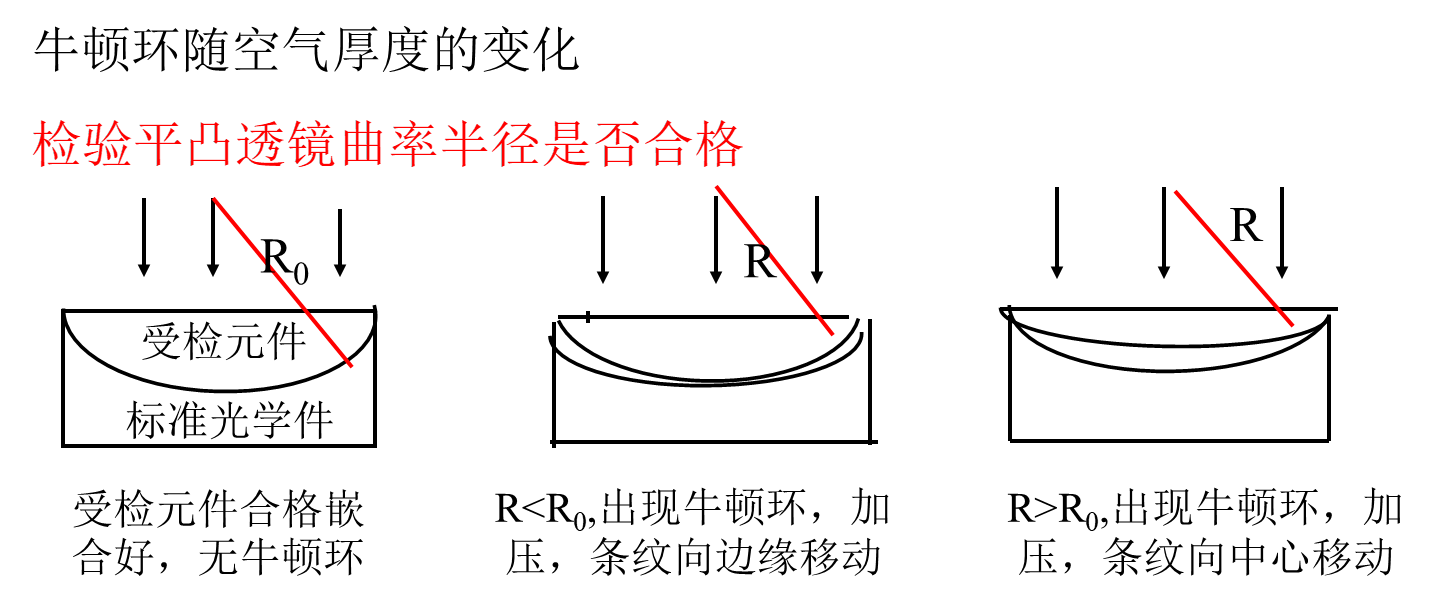 牛顿环随空气厚度的变化
检验平凸透镜曲率半径是否合格
R₀
R
R
受检元件
标准光学件
受检元件合格嵌
合好，无牛顿环
R<R₀,出现牛顿环，加
压，条纹向边缘移动
R>R₀,出现牛顿环，加
压，条纹向中心移动